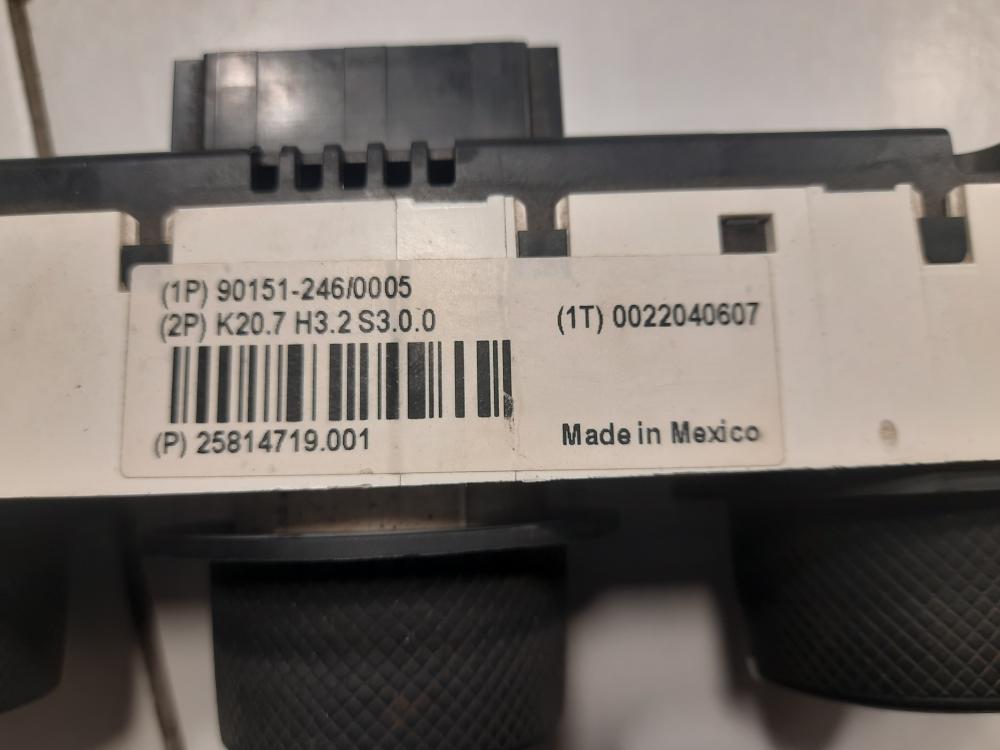 (1P) 90151-246/0005
(2P) K20.7 H3.2 S3.0.0
(1T) 0022040607
(P) 25814719.001
Made in Mexico